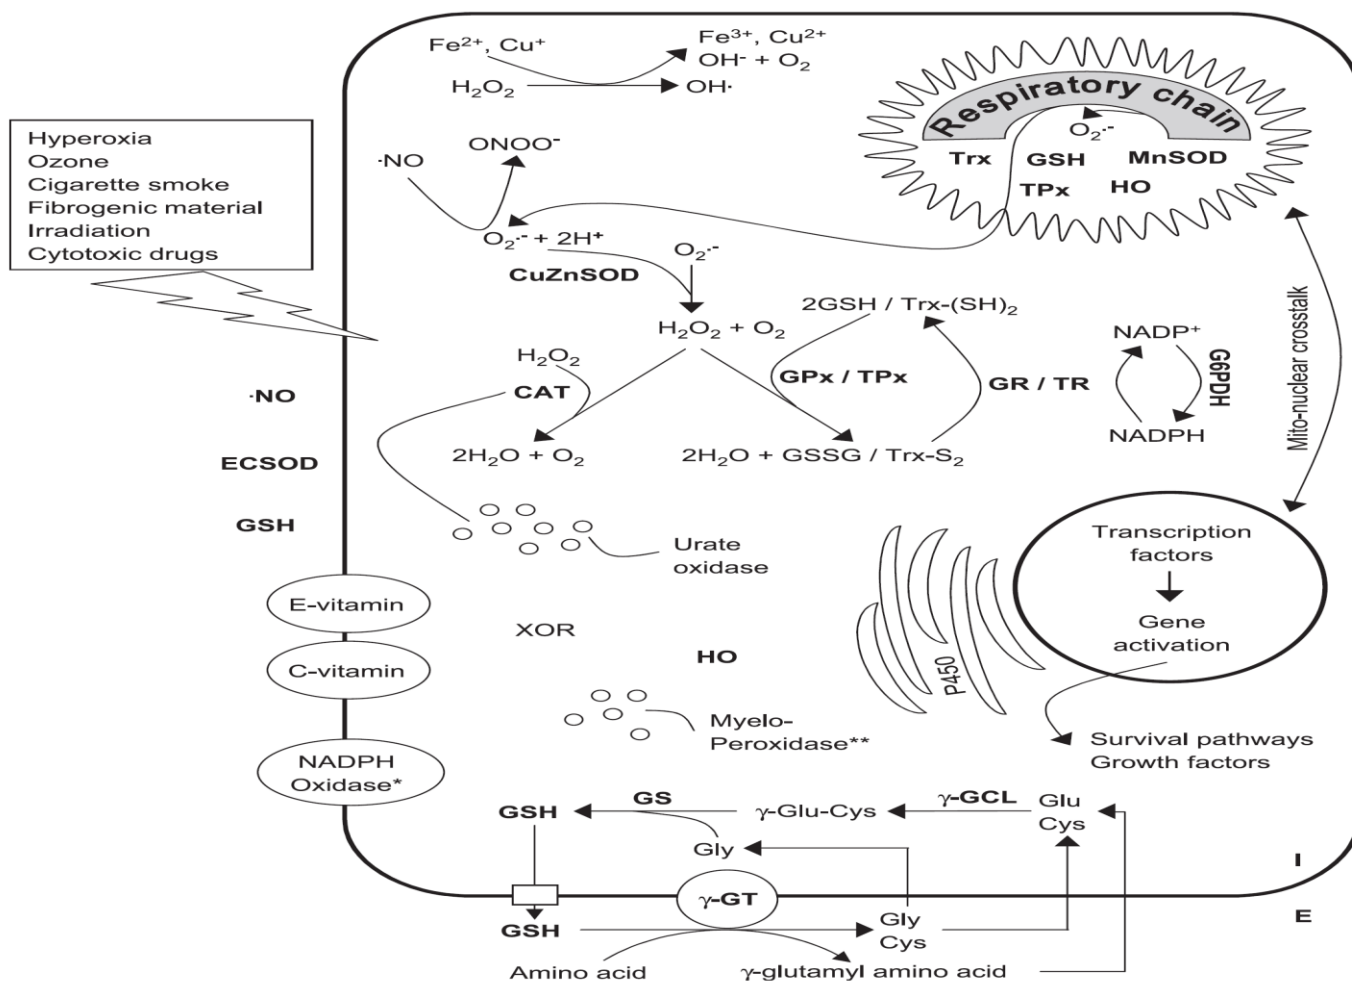 Fe²⁺, Cu⁺
Fe³⁺, Cu²⁺
OH⁻ + O₂
H₂O₂
OH·
Respiratory chain
O₂·⁻
Trx
GSH
MnSOD
TPx
HO
Hyperoxia
Ozone
Cigarette smoke
Fibrogenic material
Irradiation
Cytotoxic drugs
ONOO⁻
·NO
O₂·⁻ + 2H⁺
O₂·⁻
CuZnSOD
H₂O₂ + O₂
2GSH / Trx-(SH)₂
NADP⁺
G6PDH
NADPH
Mito-nuclear crosstalk
H₂O₂
CAT
GPx / TPx
GR / TR
2H₂O + O₂
2H₂O + GSSG / Trx-S₂
·NO
ECSOD
GSH
Urate
oxidase
Transcription
factors
Gene
activation
E-vitamin
C-vitamin
XOR
HO
P450
Myelo-
Peroxidase**
Survival pathways
Growth factors
NADPH
Oxidase*
GSH
GS
γ-Glu-Cys
γ-GCL
Glu
Cys
Gly
I
γ-GT
E
GSH
Gly
Cys
Amino acid
γ-glutamyl amino acid